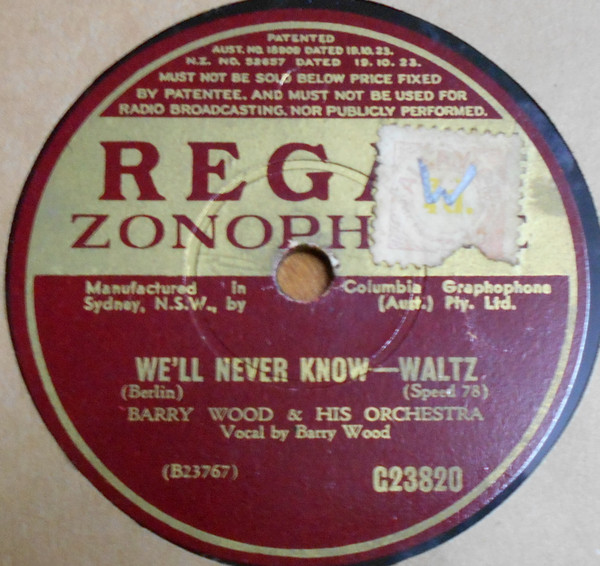 PATENTED
AUST. NO. 18909 DATED 19.10.23.
N.Z. NO. 52657 DATED 19.10.23.
MUST NOT BE SOLD BELOW PRICE FIXED
BY PATENTEE, AND MUST NOT BE USED FOR
RADIO BROADCASTING, NOR PUBLICLY PERFORMED.
REGA
ZONOPH E
W
Manufactured in Columbia Graphophone
Sydney, N.S.W., by (Aust.) Pty. Ltd.
WE'LL NEVER KNOW—WALTZ.
(Berlin) (Speed 78)
BARRY WOOD & HIS ORCHESTRA
Vocal by Barry Wood
(B23767) G23820